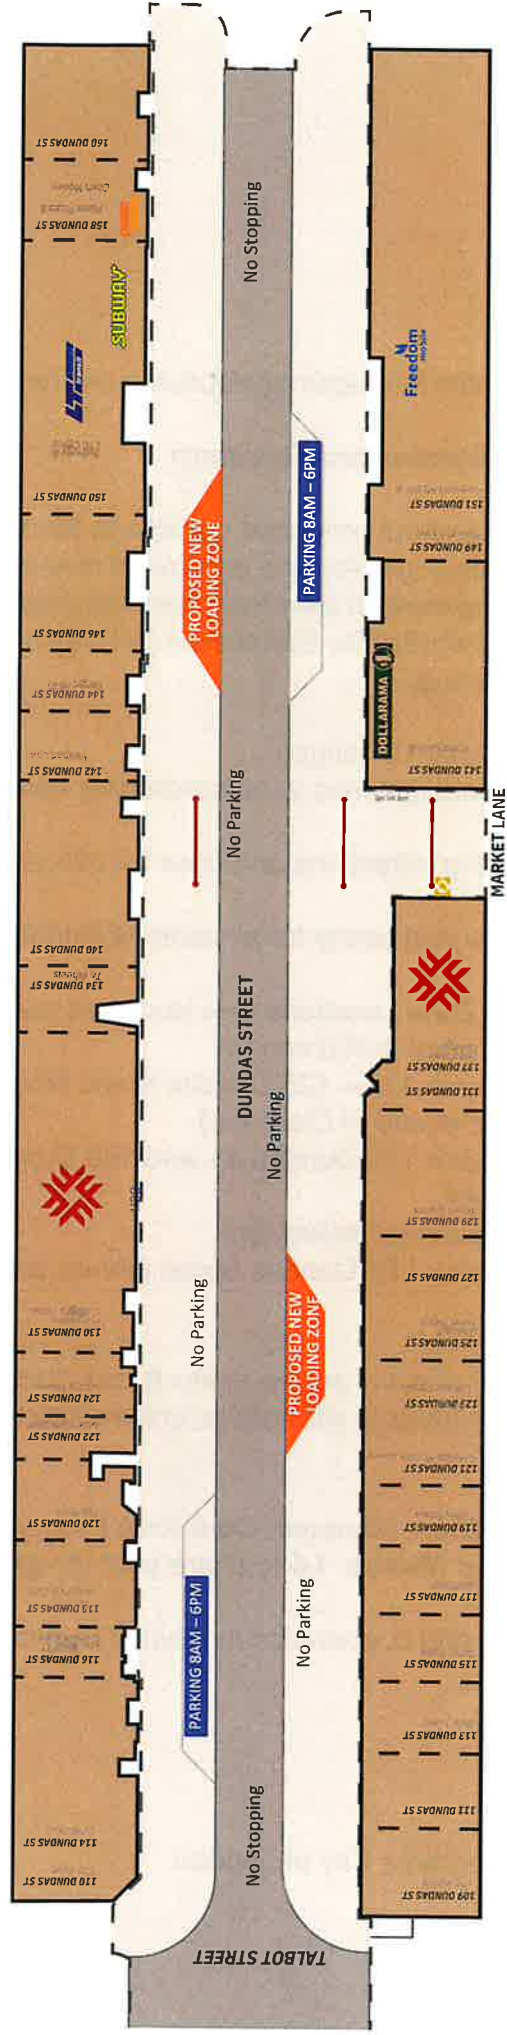 160 DUNDAS ST
158 DUNDAS ST
SUBWAY
150 DUNDAS ST
146 DUNDAS ST
144 DUNDAS ST
142 DUNDAS ST
140 DUNDAS ST
134 DUNDAS ST
130 DUNDAS ST
124 DUNDAS ST
122 DUNDAS ST
120 DUNDAS ST
116 DUNDAS ST
114 DUNDAS ST
110 DUNDAS ST
No Stopping
PROPOSED NEW
LOADING ZONE
PARKING 8AM – 6PM
No Parking
DUNDAS STREET
No Parking
No Parking
PROPOSED NEW
LOADING ZONE
PARKING 8AM – 6PM
No Parking
No Stopping
TALBOT STREET
Freedom
mobile
151 DUNDAS ST
149 DUNDAS ST
DOLLARAMA
141 DUNDAS ST
MARKET LANE
137 DUNDAS ST
131 DUNDAS ST
129 DUNDAS ST
127 DUNDAS ST
125 DUNDAS ST
123 DUNDAS ST
121 DUNDAS ST
119 DUNDAS ST
117 DUNDAS ST
115 DUNDAS ST
113 DUNDAS ST
111 DUNDAS ST
109 DUNDAS ST